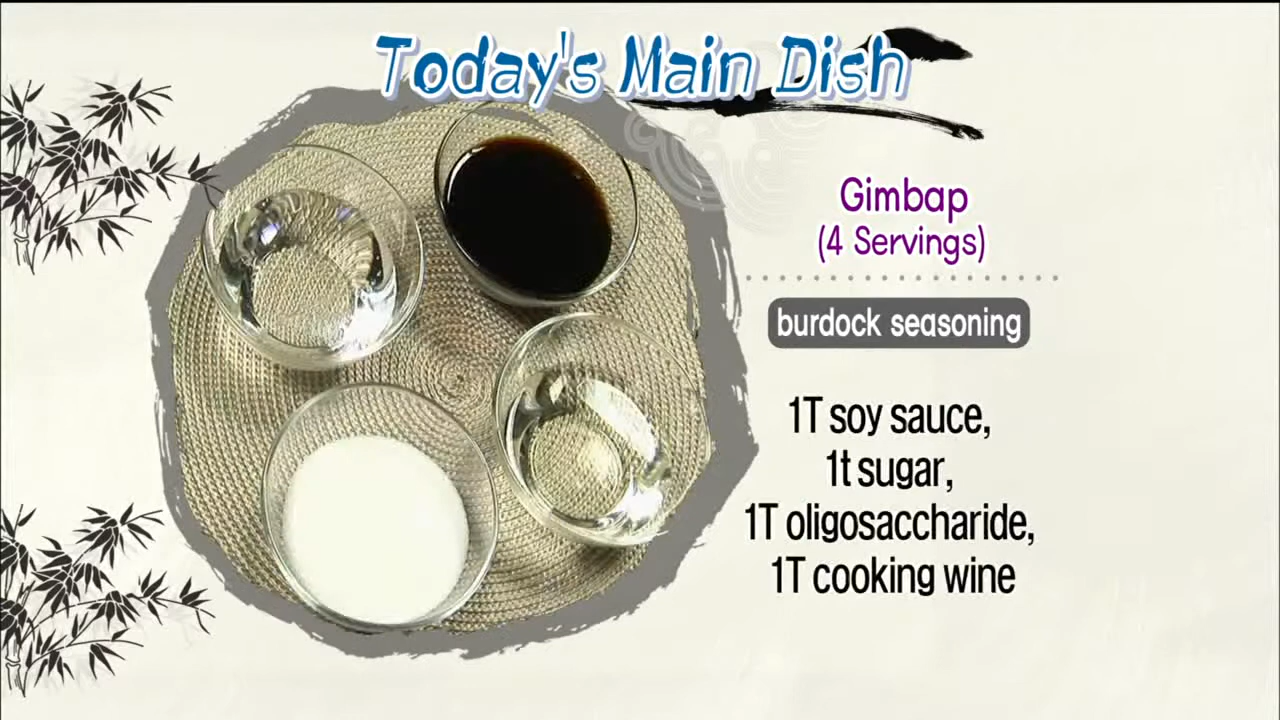 Today's Main Dish
Gimbap
(4 Servings)
burdock seasoning
1T soy sauce,
1t sugar,
1T oligosaccharide,
1T cooking wine